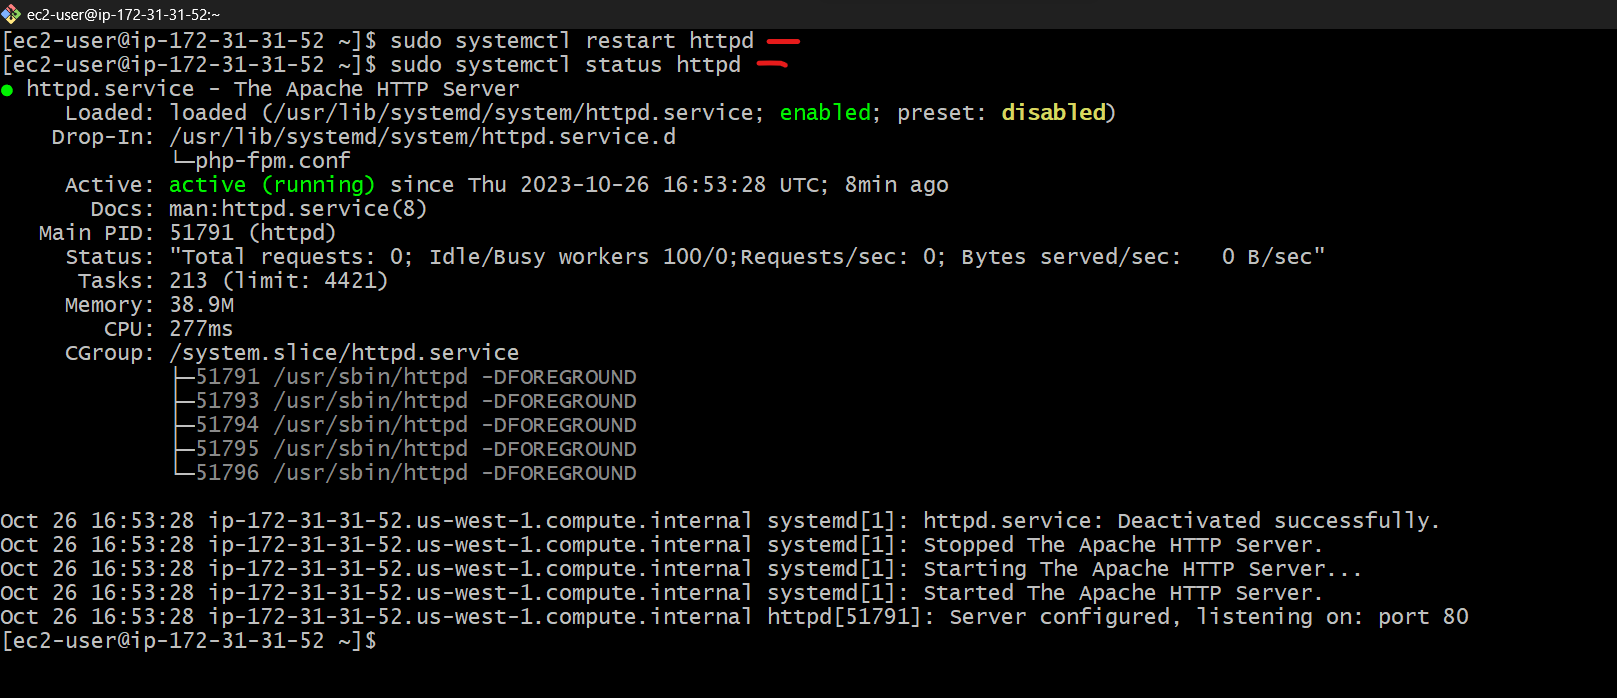 ec2-user@ip-172-31-31-52:~
[ec2-user@ip-172-31-31-52 ~]$ sudo systemctl restart httpd
[ec2-user@ip-172-31-31-52 ~]$ sudo systemctl status httpd
● httpd.service - The Apache HTTP Server
     Loaded: loaded (/usr/lib/systemd/system/httpd.service; enabled; preset: disabled)
    Drop-In: /usr/lib/systemd/system/httpd.service.d
             └─php-fpm.conf
     Active: active (running) since Thu 2023-10-26 16:53:28 UTC; 8min ago
       Docs: man:httpd.service(8)
   Main PID: 51791 (httpd)
     Status: "Total requests: 0; Idle/Busy workers 100/0;Requests/sec: 0; Bytes served/sec:   0 B/sec"
      Tasks: 213 (limit: 4421)
     Memory: 38.9M
        CPU: 277ms
     CGroup: /system.slice/httpd.service
             ├─51791 /usr/sbin/httpd -DFOREGROUND
             ├─51793 /usr/sbin/httpd -DFOREGROUND
             ├─51794 /usr/sbin/httpd -DFOREGROUND
             ├─51795 /usr/sbin/httpd -DFOREGROUND
             └─51796 /usr/sbin/httpd -DFOREGROUND

Oct 26 16:53:28 ip-172-31-31-52.us-west-1.compute.internal systemd[1]: httpd.service: Deactivated successfully.
Oct 26 16:53:28 ip-172-31-31-52.us-west-1.compute.internal systemd[1]: Stopped The Apache HTTP Server.
Oct 26 16:53:28 ip-172-31-31-52.us-west-1.compute.internal systemd[1]: Starting The Apache HTTP Server...
Oct 26 16:53:28 ip-172-31-31-52.us-west-1.compute.internal systemd[1]: Started The Apache HTTP Server.
Oct 26 16:53:28 ip-172-31-31-52.us-west-1.compute.internal httpd[51791]: Server configured, listening on: port 80
[ec2-user@ip-172-31-31-52 ~]$